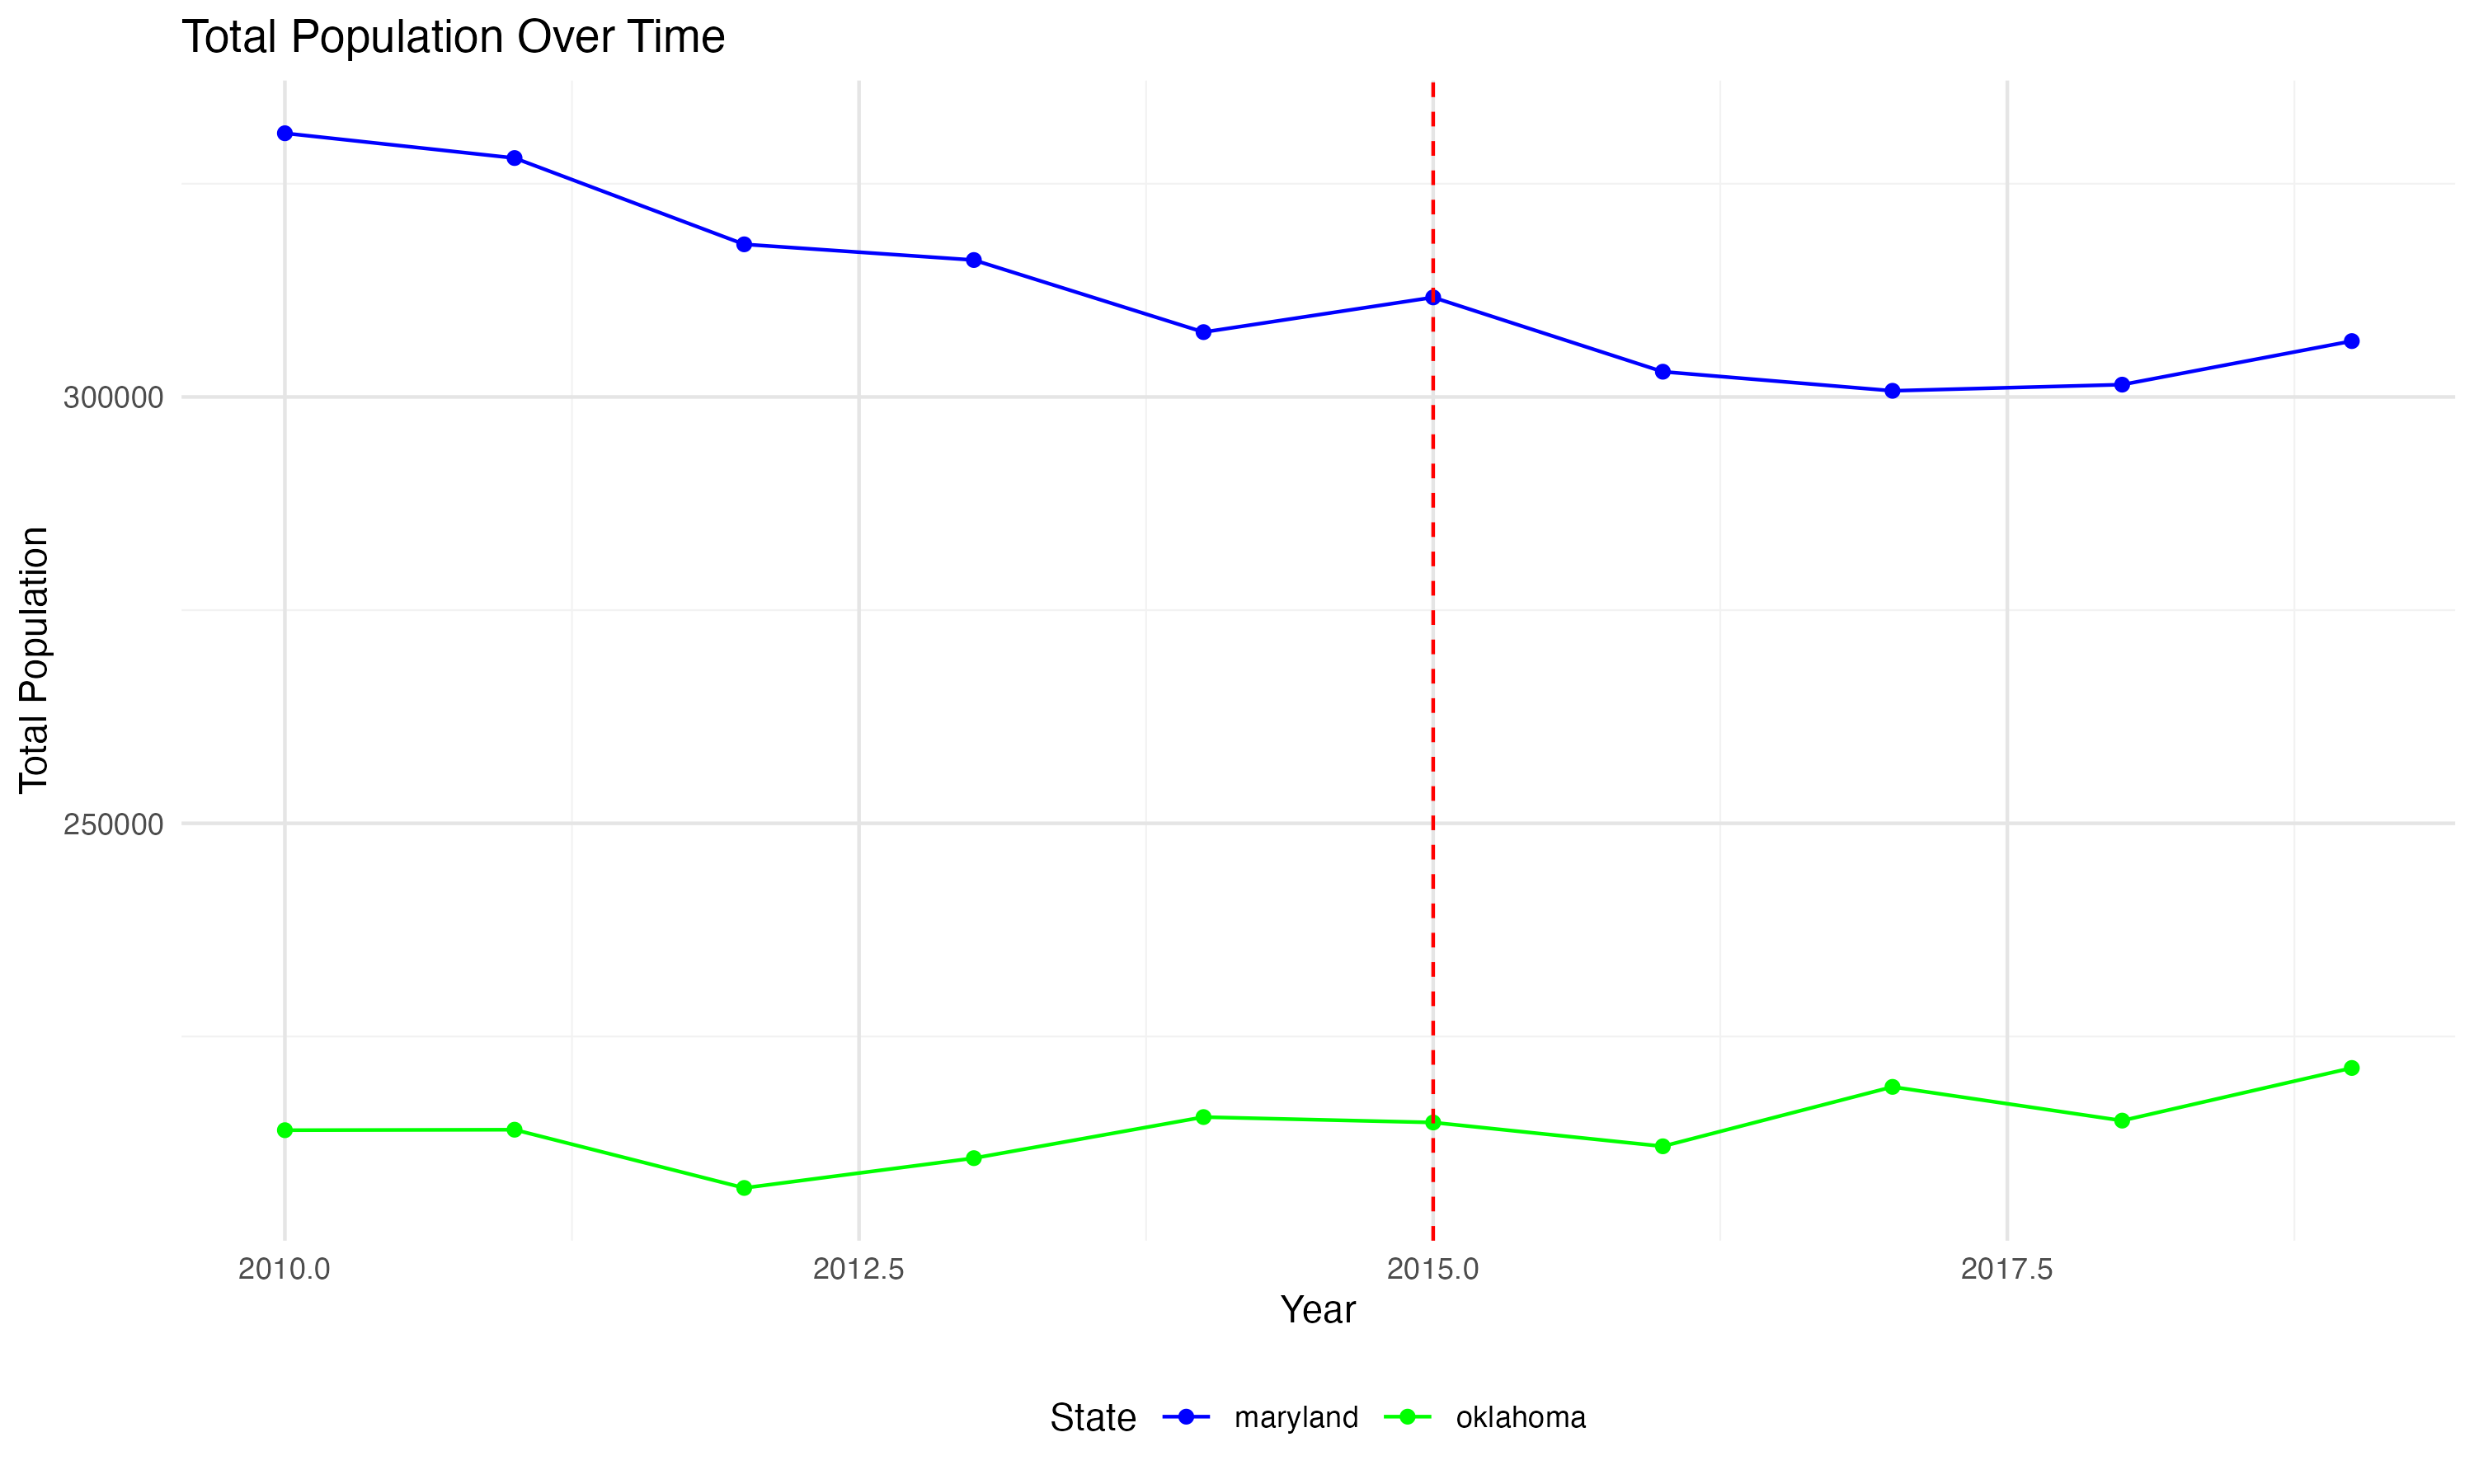 Total Population Over Time
Total Population
300000
250000
2010.0 2012.5 2015.0 2017.5
Year
State maryland oklahoma